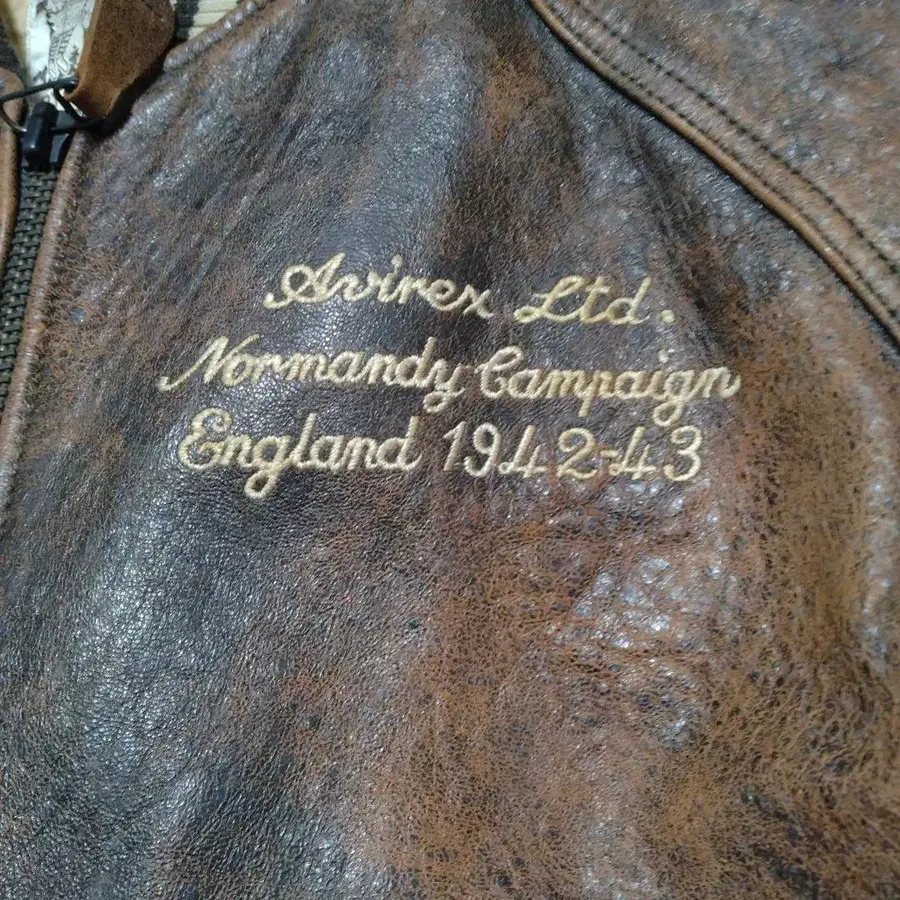 Avirex Ltd.
Normandy Campaign
England 1942-43